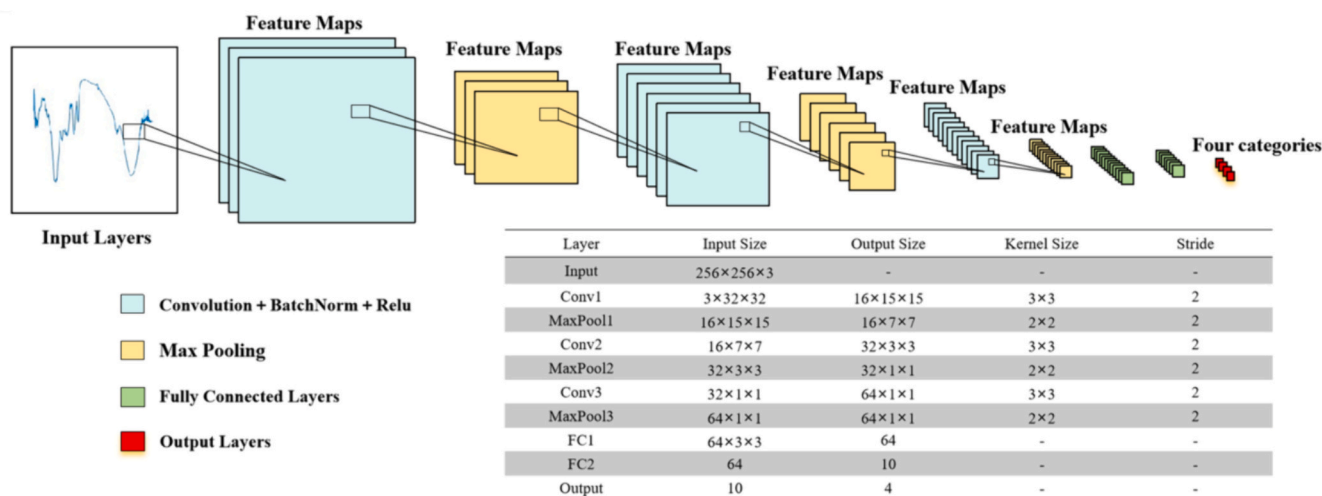 Feature Maps
Feature Maps
Feature Maps
Feature Maps
Feature Maps
Feature Maps
Four categories
Input Layers
Convolution + BatchNorm + Relu
Max Pooling
Fully Connected Layers
Output Layers
Layer Input Size Output Size Kernel Size Stride
Input 256×256×3 - - -
Conv1 3×32×32 16×15×15 3×3 2
MaxPool1 16×15×15 16×7×7 2×2 2
Conv2 16×7×7 32×3×3 3×3 2
MaxPool2 32×3×3 32×1×1 2×2 2
Conv3 32×1×1 64×1×1 3×3 2
MaxPool3 64×1×1 64×1×1 2×2 2
FC1 64×3×3 64 - -
FC2 64 10 - -
Output 10 4 - -